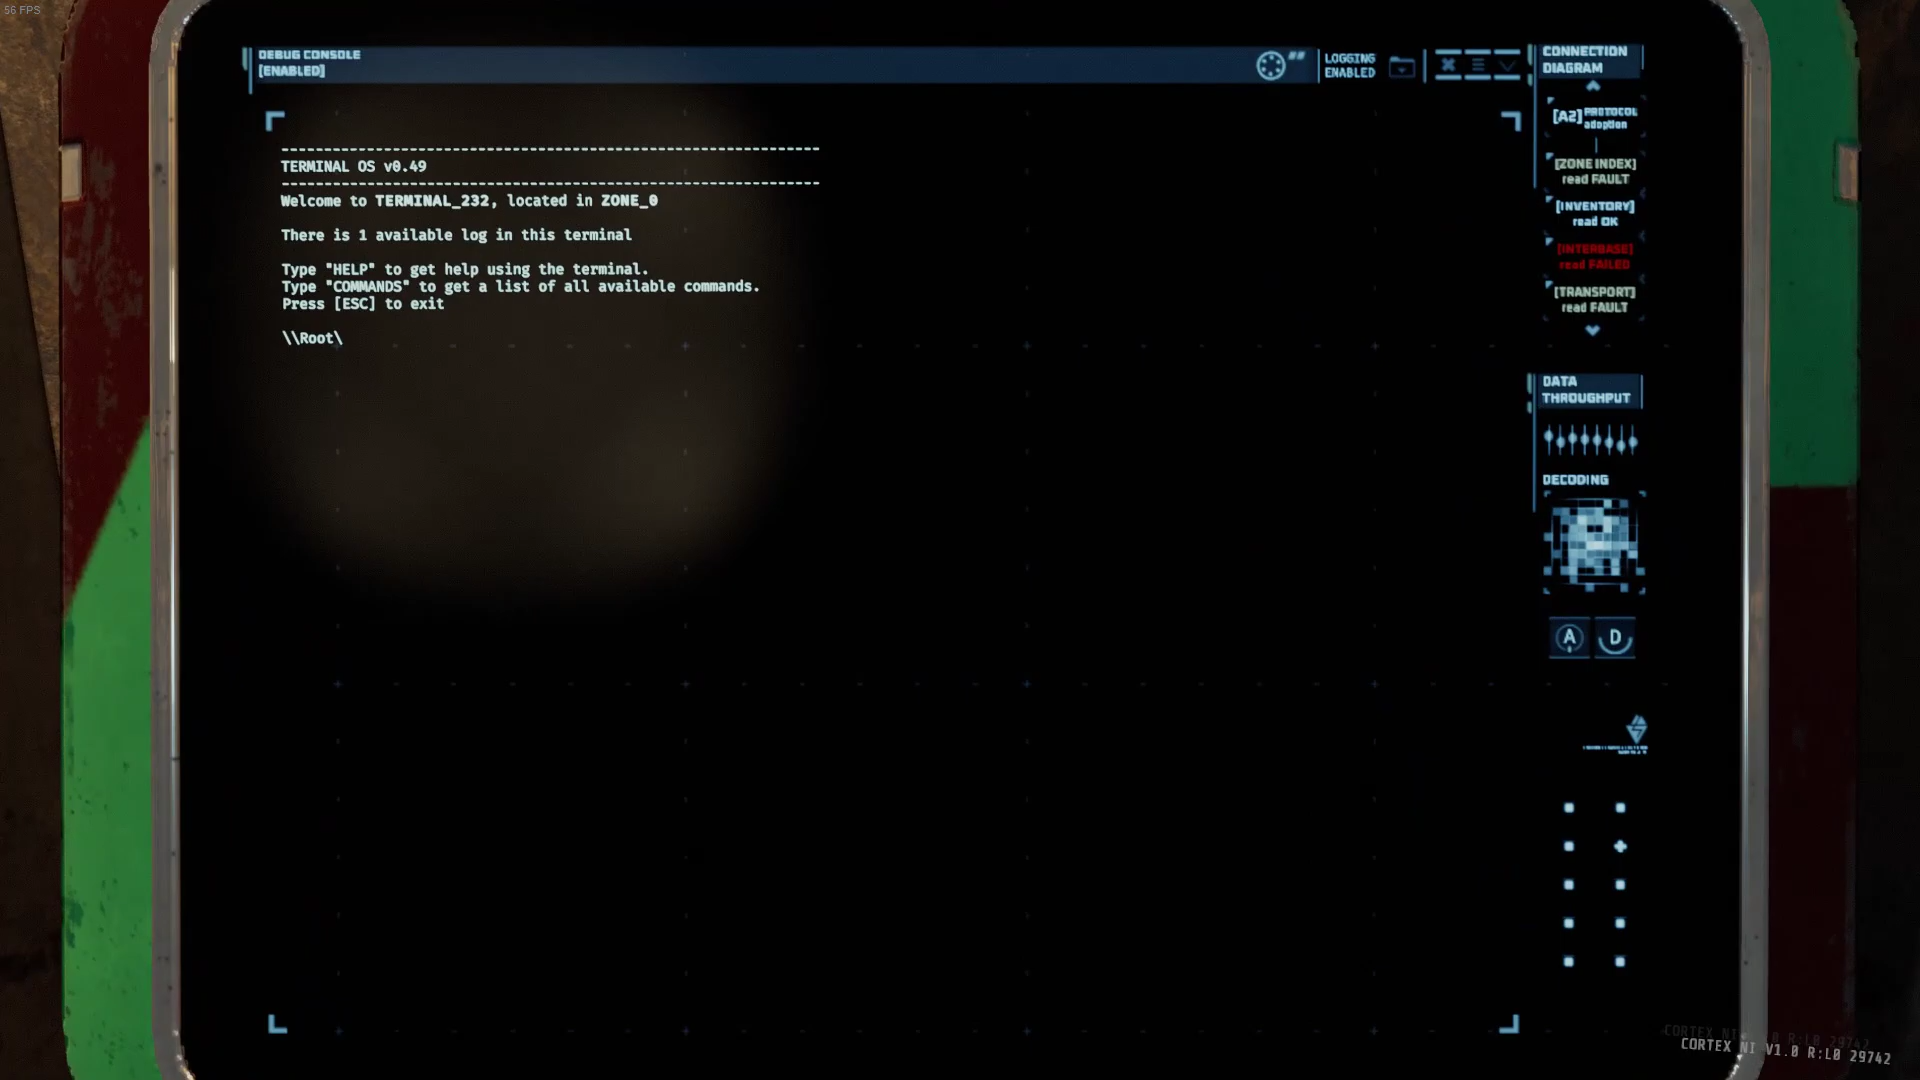 56 FPS
DEBUG CONSOLE
[ENABLED]
LOGGING
ENABLED
CONNECTION
DIAGRAM
[A2] PROTOCOL
adoption
[ZONE INDEX]
read FAULT
[INVENTORY]
read OK
[INTERBASE]
read FAILED
[TRANSPORT]
read FAULT
DATA
THROUGHPUT
DECODING
A D
--------------------------------------------------------------
TERMINAL OS v0.49
--------------------------------------------------------------
Welcome to TERMINAL_232, located in ZONE_0
There is 1 available log in this terminal
Type "HELP" to get help using the terminal.
Type "COMMANDS" to get a list of all available commands.
Press [ESC] to exit
\\Root\
CORTEX NI V1.0 R:L0 29742